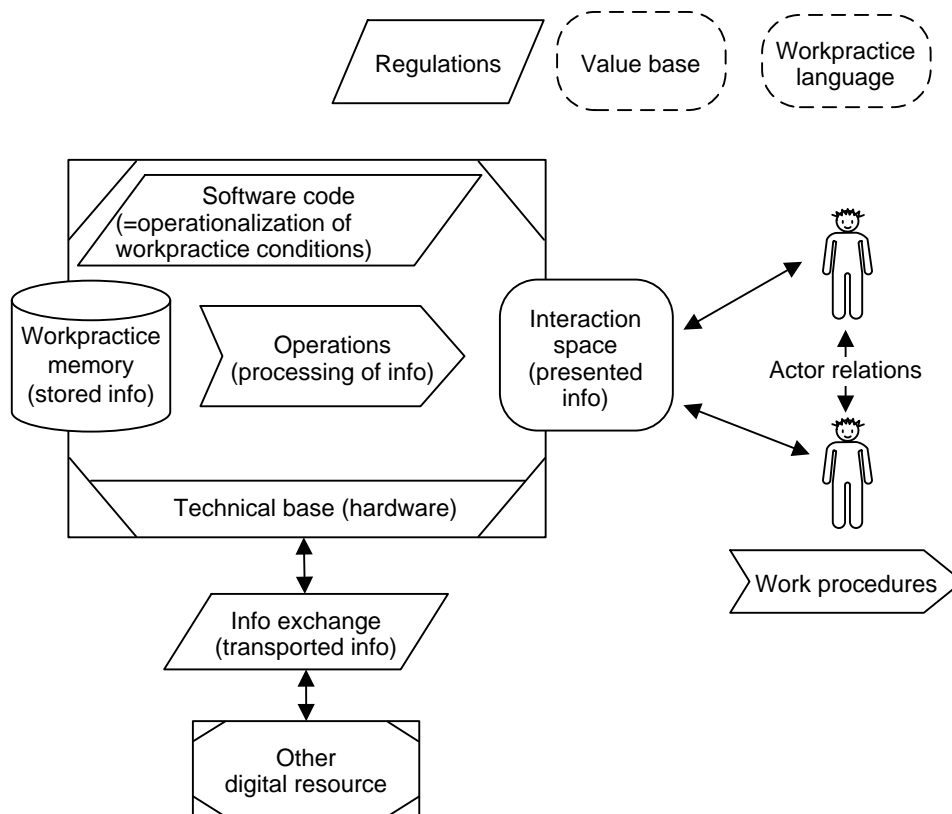 Regulations
Value base
Workpractice
language
Software code
(=operationalization of
workpractice conditions)
Workpractice
memory
(stored info)
Operations
(processing of info)
Interaction
space
(presented
info)
Actor relations
Technical base (hardware)
Work procedures
Info exchange
(transported info)
Other
digital resource